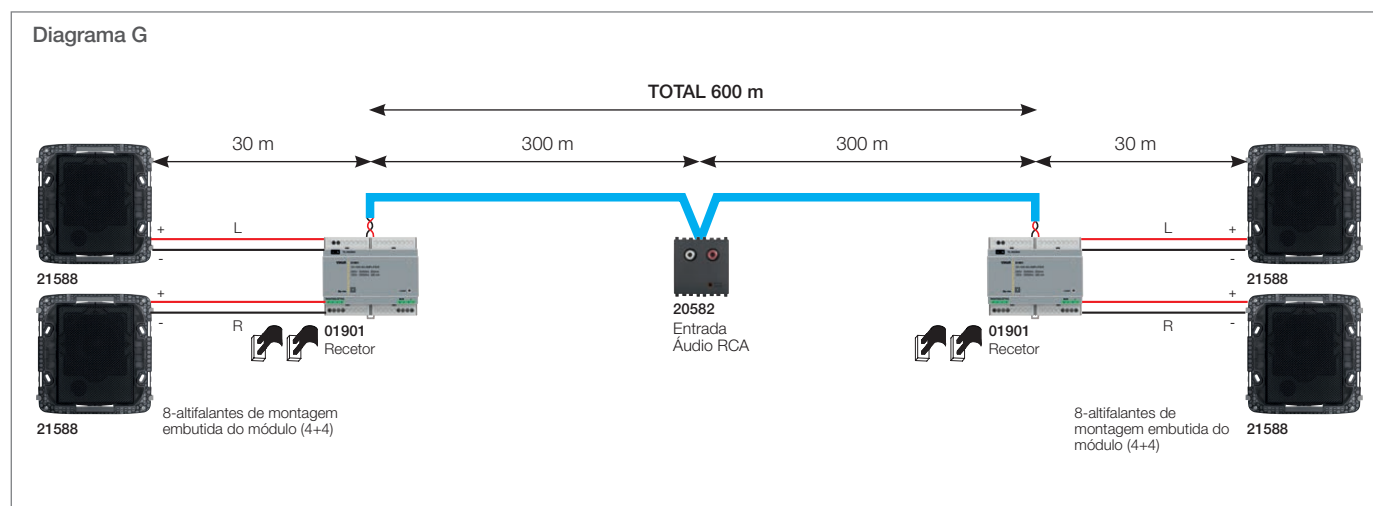 Diagrama G
TOTAL 600 m
30 m
300 m
300 m
30 m
+
L
-
21588
+
-
R
21588
01901
Recetor
8-altifalantes de montagem
embutida do módulo (4+4)
20582
Entrada
Áudio RCA
01901
Recetor
L
+
-
21588
+
R
-
21588
8-altifalantes de
montagem embutida do
módulo (4+4)